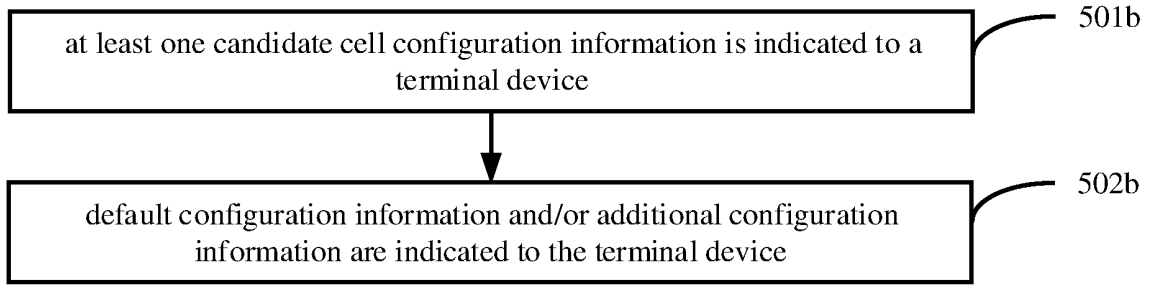 501b
at least one candidate cell configuration information is indicated to a
terminal device
502b
default configuration information and/or additional configuration
information are indicated to the terminal device